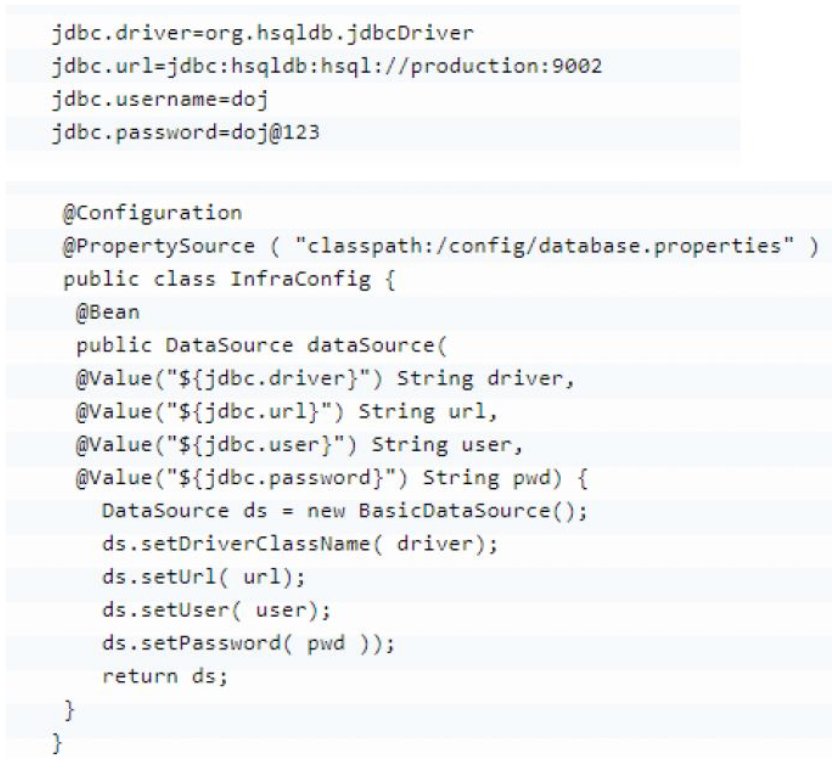 jdbc.driver=org.hsqldb.jdbcDriver
jdbc.url=jdbc:hsqldb:hsql://production:9002
jdbc.username=doj
jdbc.password=doj@123
@Configuration
@PropertySource ( "classpath:/config/database.properties" )
public class InfraConfig {
@Bean
public DataSource dataSource(
@Value("${jdbc.driver}") String driver,
@Value("${jdbc.url}") String url,
@Value("${jdbc.user}") String user,
@Value("${jdbc.password}") String pwd) {
DataSource ds = new BasicDataSource();
ds.setDriverClassName( driver);
ds.setUrl( url);
ds.setUser( user);
ds.setPassword( pwd ));
return ds;
}
}